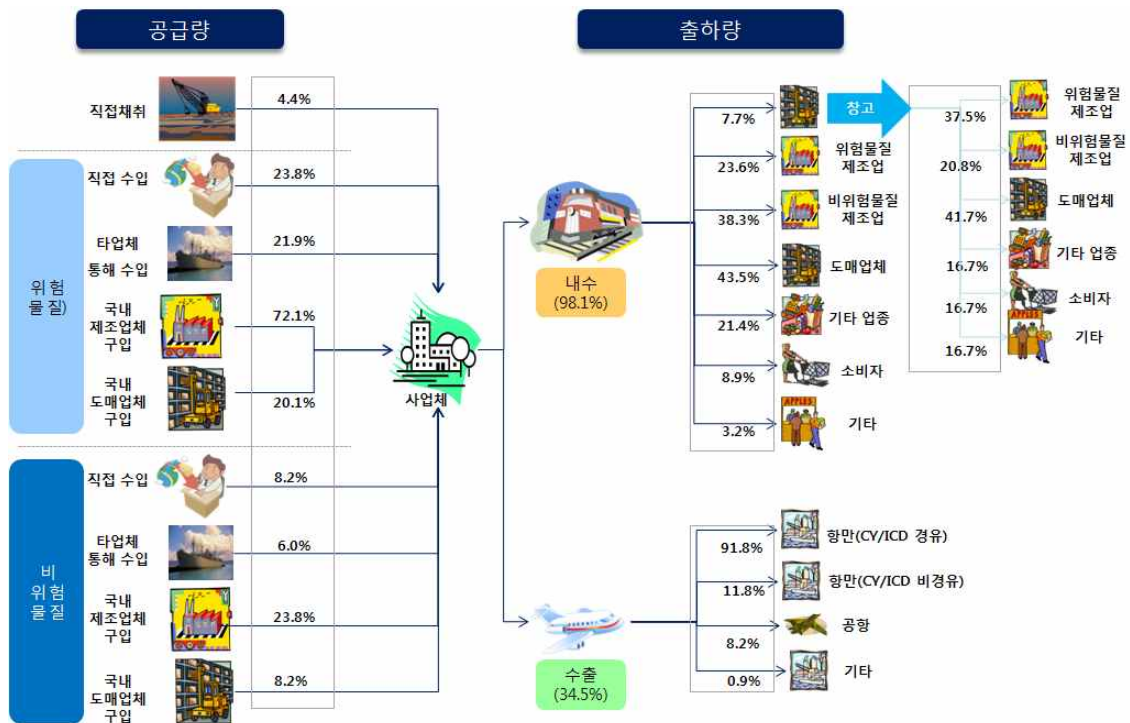 공급량
출하량
직접채취
4.4%
위험
물질)
직접 수입
23.8%
타업체
통해 수입
21.9%
국내
제조업체
구입
72.1%
국내
도매업체
구입
20.1%
비
위험
물질
직접 수입
8.2%
타업체
통해 수입
6.0%
국내
제조업체
구입
23.8%
국내
도매업체
구입
8.2%
사업체
내수
(98.1%)
7.7%
창고
23.6%
위험물질
제조업
38.3%
비위험물질
제조업
43.5%
도매업체
21.4%
기타 업종
8.9%
소비자
3.2%
APPLES
기타
37.5%
위험물질
제조업
20.8%
비위험물질
제조업
41.7%
도매업체
16.7%
기타 업종
16.7%
소비자
16.7%
APPLES
기타
수출
(34.5%)
91.8%
항만(CY/ICD 경유)
11.8%
항만(CY/ICD 비경유)
8.2%
공항
0.9%
기타